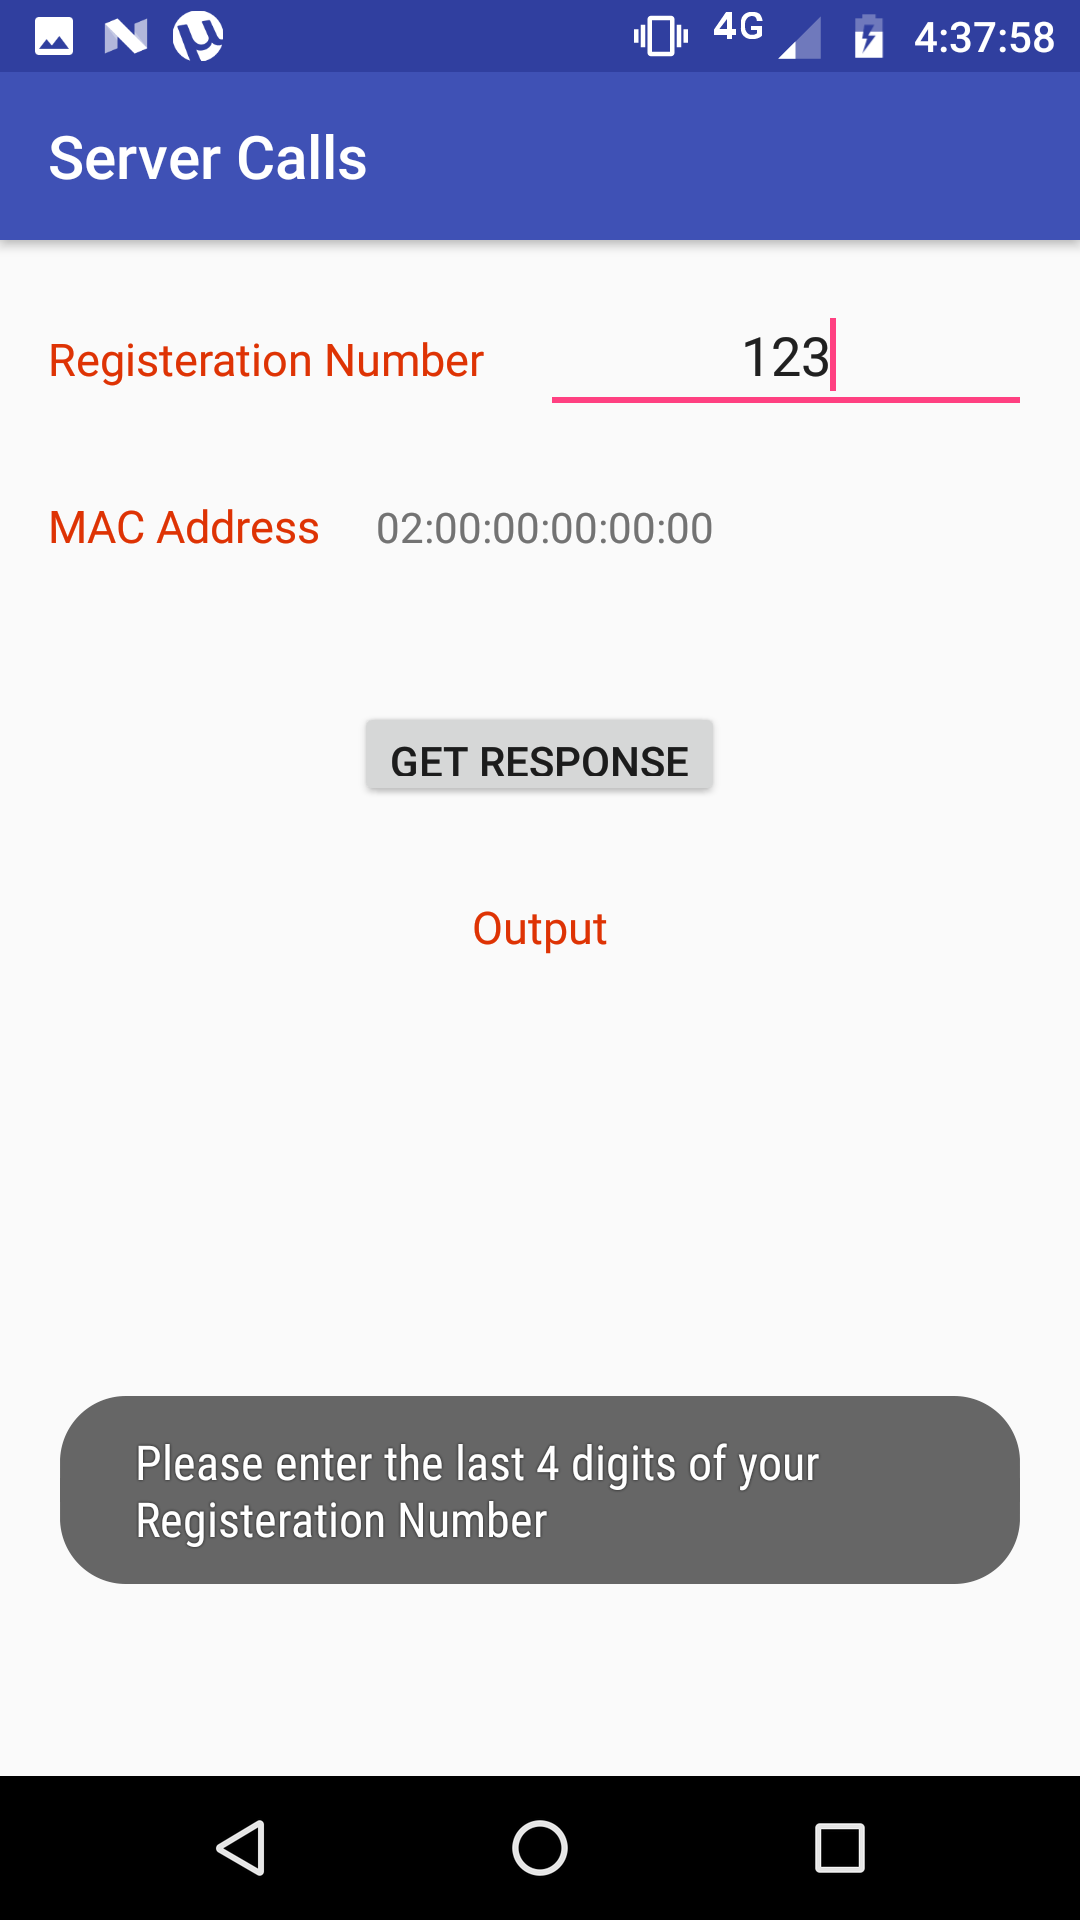 4G 4:37:58
Server Calls
Registeration Number 123
MAC Address 02:00:00:00:00:00
GET RESPONSE
Output
Please enter the last 4 digits of your
Registeration Number